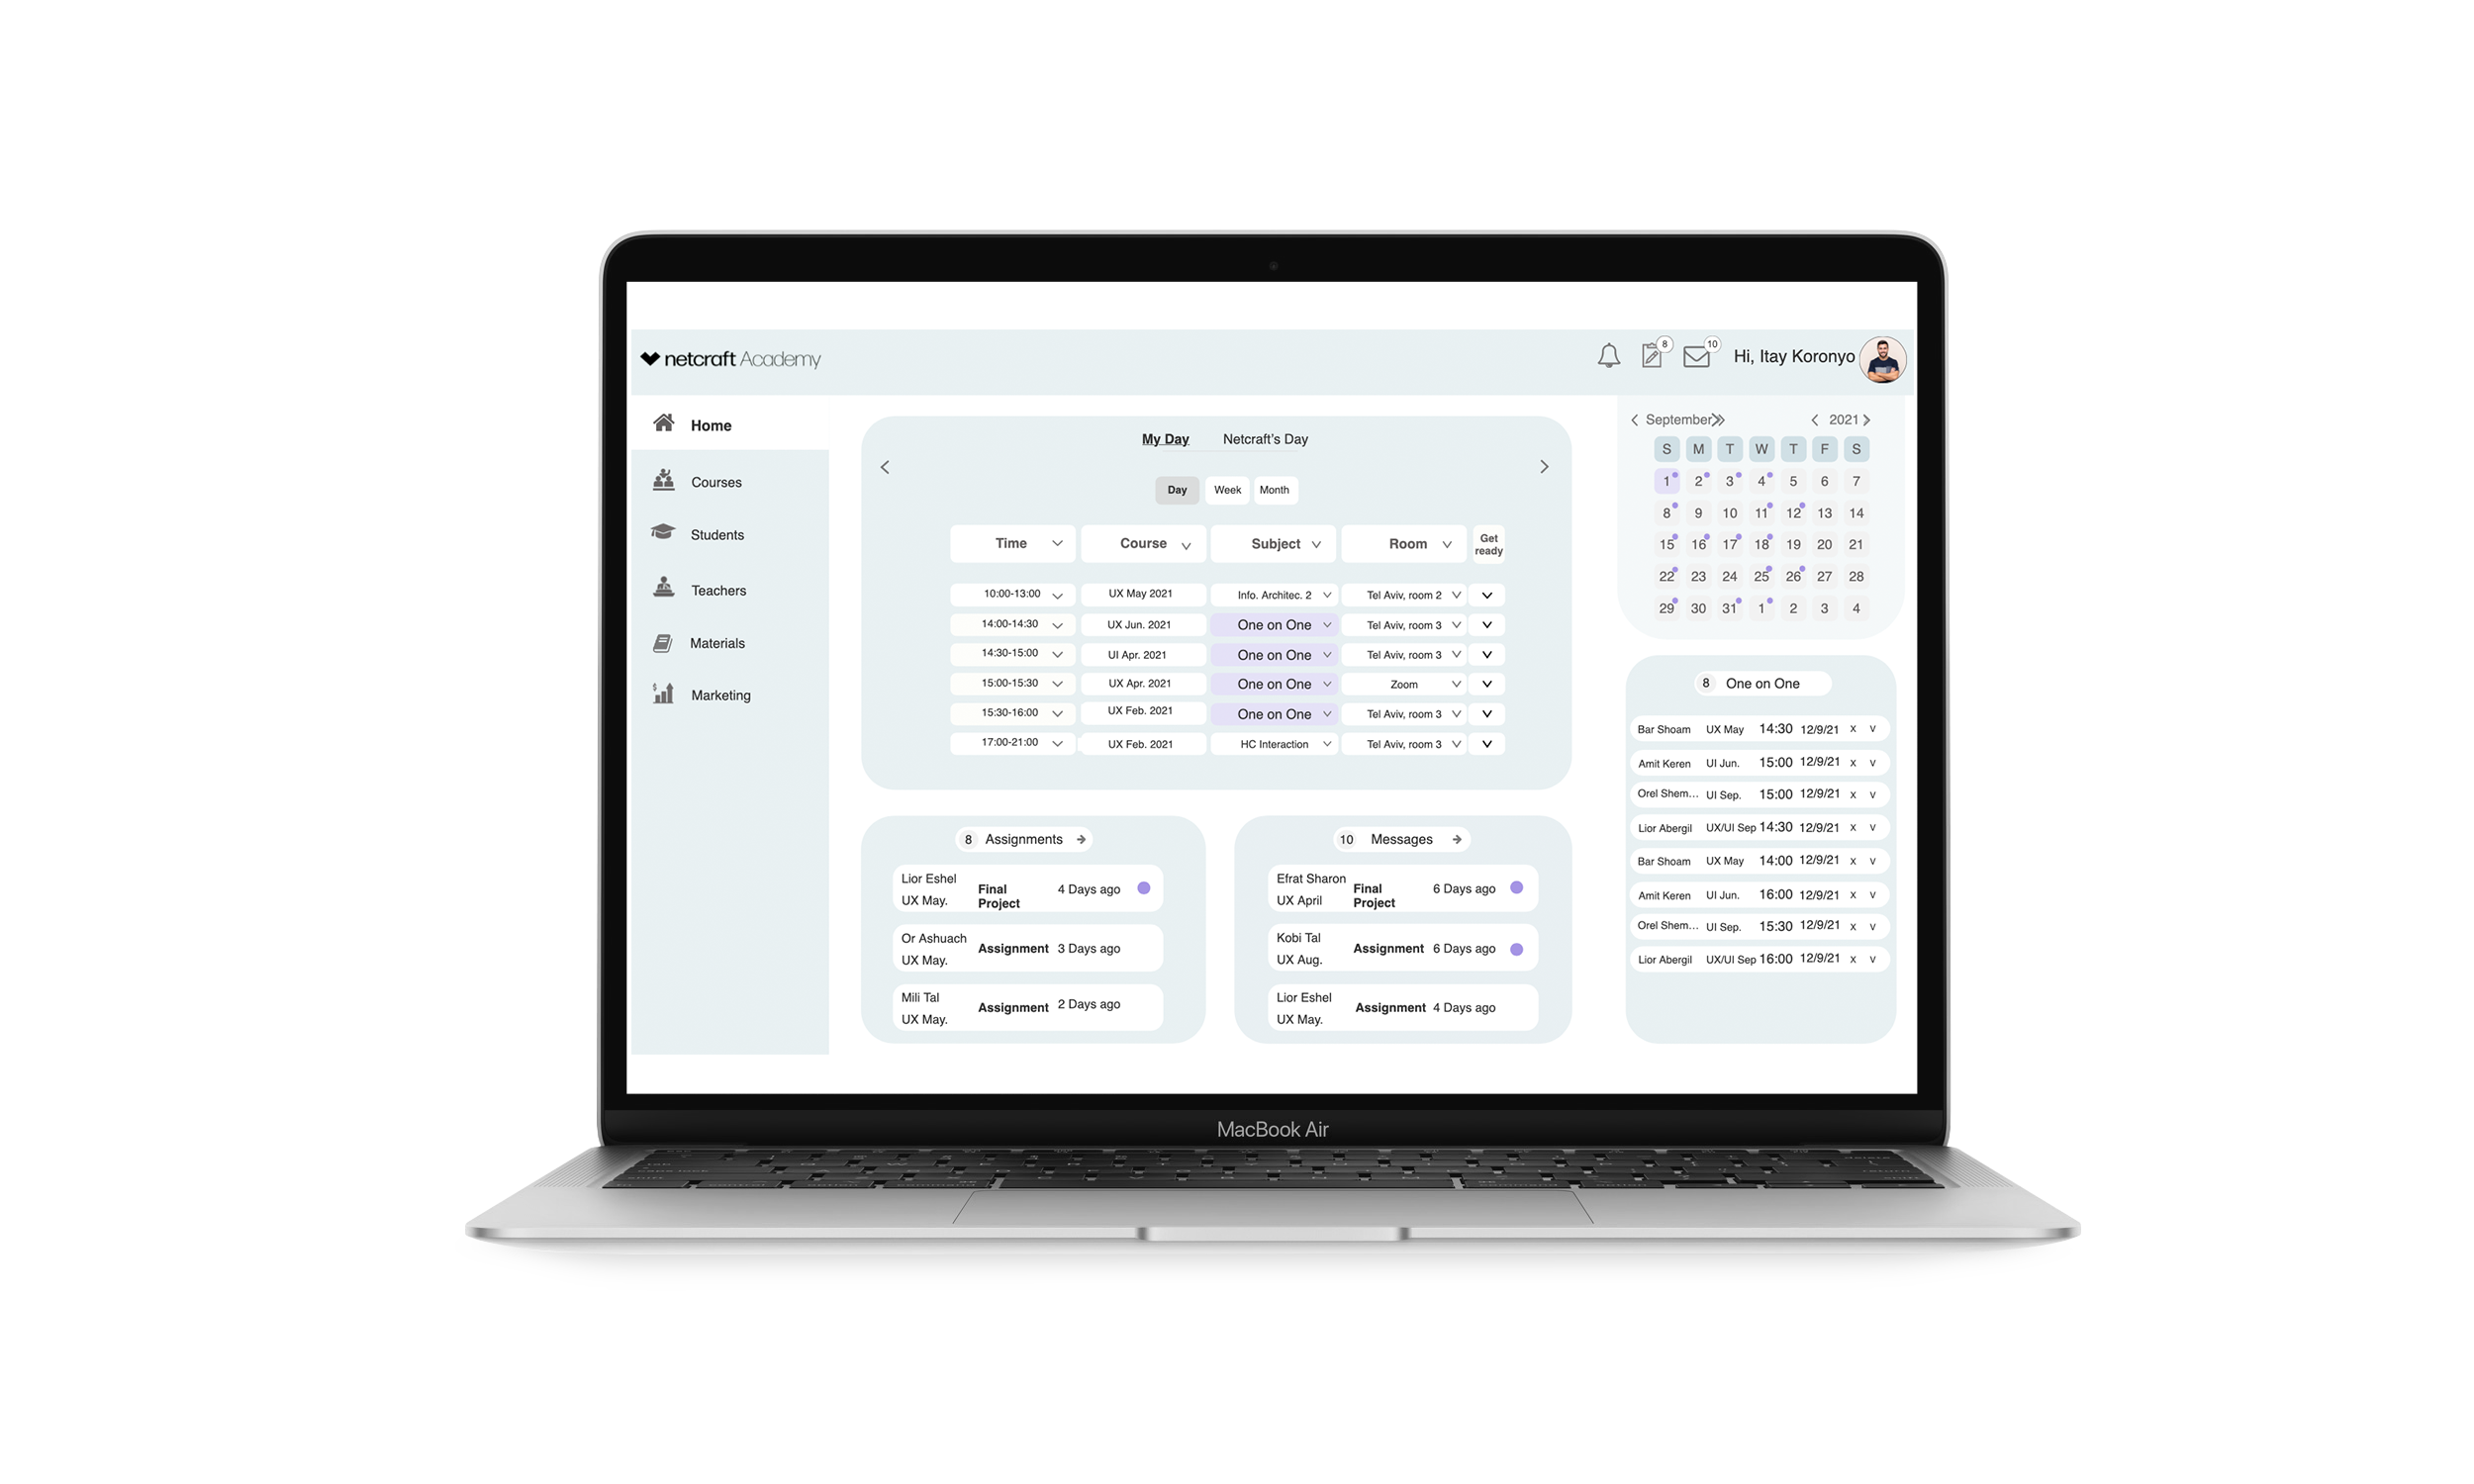 netcraft Academy
8
10
Hi, Itay Koronyo
Home
Courses
Students
Teachers
Materials
Marketing
My Day Netcraft's Day
Day Week Month
Time Course Subject Room Get ready
10:00-13:00 UX May 2021 Info. Architec. 2 Tel Aviv, room 2
14:00-14:30 UX Jun. 2021 One on One Tel Aviv, room 3
14:30-15:00 UI Apr. 2021 One on One Tel Aviv, room 3
15:00-15:30 UX Apr. 2021 One on One Zoom
15:30-16:00 UX Feb. 2021 One on One Tel Aviv, room 3
17:00-21:00 UX Feb. 2021 HC Interaction Tel Aviv, room 3
September 2021
S M T W T F S
1 2 3 4 5 6 7
8 9 10 11 12 13 14
15 16 17 18 19 20 21
22 23 24 25 26 27 28
29 30 31 1 2 3 4
8 Assignments
Lior Eshel
UX May.
Final
Project
4 Days ago
Or Ashuach
UX May.
Assignment 3 Days ago
Mili Tal
UX May.
Assignment 2 Days ago
10 Messages
Efrat Sharon
UX April
Final
Project
6 Days ago
Kobi Tal
UX Aug.
Assignment 6 Days ago
Lior Eshel
UX May.
Assignment 4 Days ago
8 One on One
Bar Shoam UX May 14:30 12/9/21 x v
Amit Keren UI Jun. 15:00 12/9/21 x v
Orel Shem... UI Sep. 15:00 12/9/21 x v
Lior Abergil UX/UI Sep 14:30 12/9/21 x v
Bar Shoam UX May 14:00 12/9/21 x v
Amit Keren UI Jun. 16:00 12/9/21 x v
Orel Shem... UI Sep. 15:30 12/9/21 x v
Lior Abergil UX/UI Sep 16:00 12/9/21 x v
MacBook Air